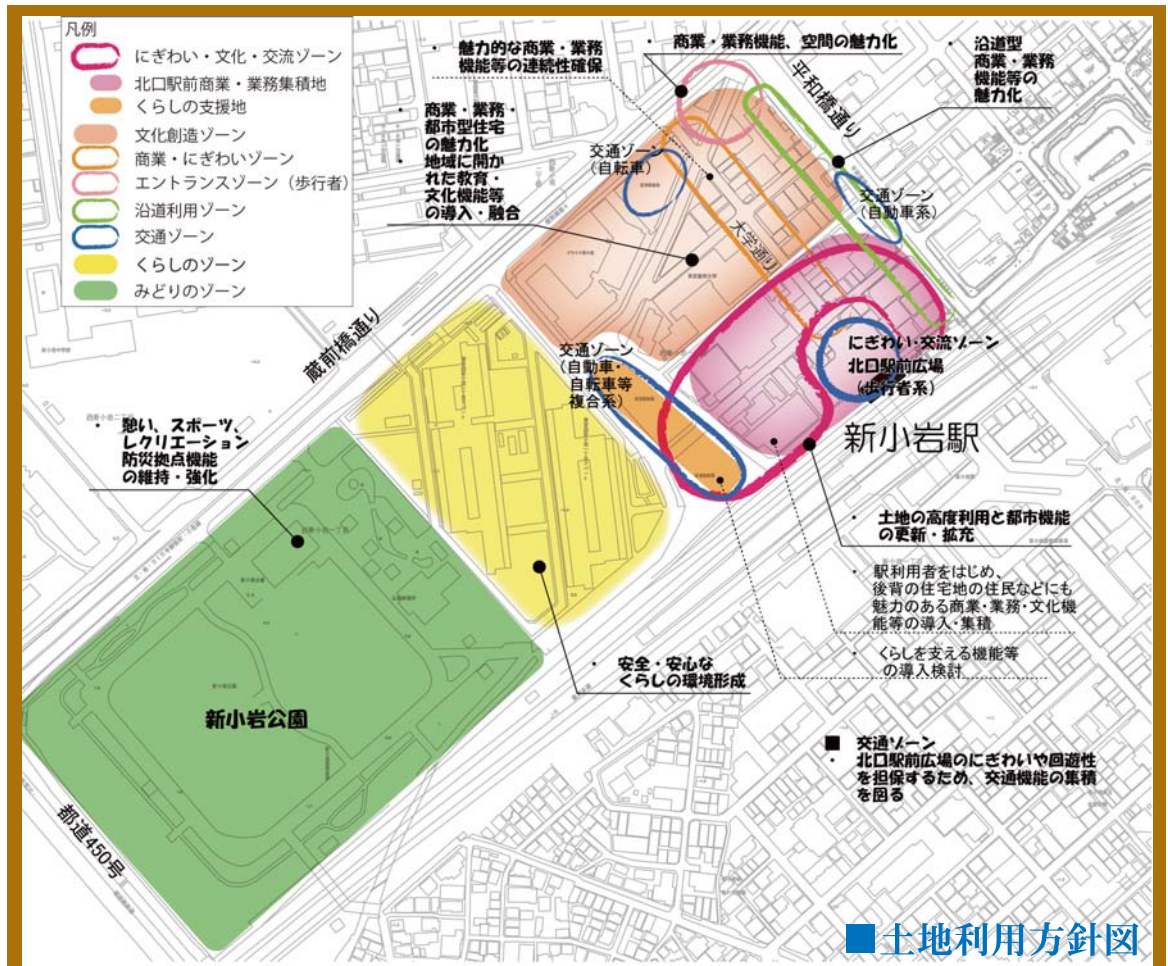 凡例
にぎわい・文化・交流ゾーン
北口駅前商業・業務集積地
くらしの支援地
文化創造ゾーン
商業・にぎわいゾーン
エントランスゾーン（歩行者）
沿道利用ゾーン
交通ゾーン
くらしのゾーン
みどりのゾーン
・ 魅力的な商業・業務
機能等の連続性確保
・ 商業・業務機能、空間の魅力化
・ 沿道型
商業・業務
機能等の
魅力化
・ 商業・業務・
都市型住宅
の魅力化
・ 地域に開か
れた教育・
文化機能等
の導入・融合
平和橋通り
交通ゾーン
（自転車）
交通ゾーン
（自動車系）
大学通り
蔵前橋通り
交通ゾーン
（自動車・
自転車等
複合系）
にぎわい・交流ゾーン
北口駅前広場
（歩行者系）
新小岩駅
・ 憩い、スポーツ、
レクリエーション
防災拠点機能
の維持・強化
・ 土地の高度利用と都市機能
の更新・拡充
・ 駅利用者をはじめ、
後背の住宅地の住民などにも
魅力のある商業・業務・文化機
能等の導入・集積
・ くらしを支える機能等
の導入検討
・ 安全・安心な
くらしの環境形成
新小岩公園
■ 交通ゾーン
・ 北口駅前広場のにぎわいや回遊性
を担保するため、交通機能の集積
を図る
都道450号
■土地利用方針図